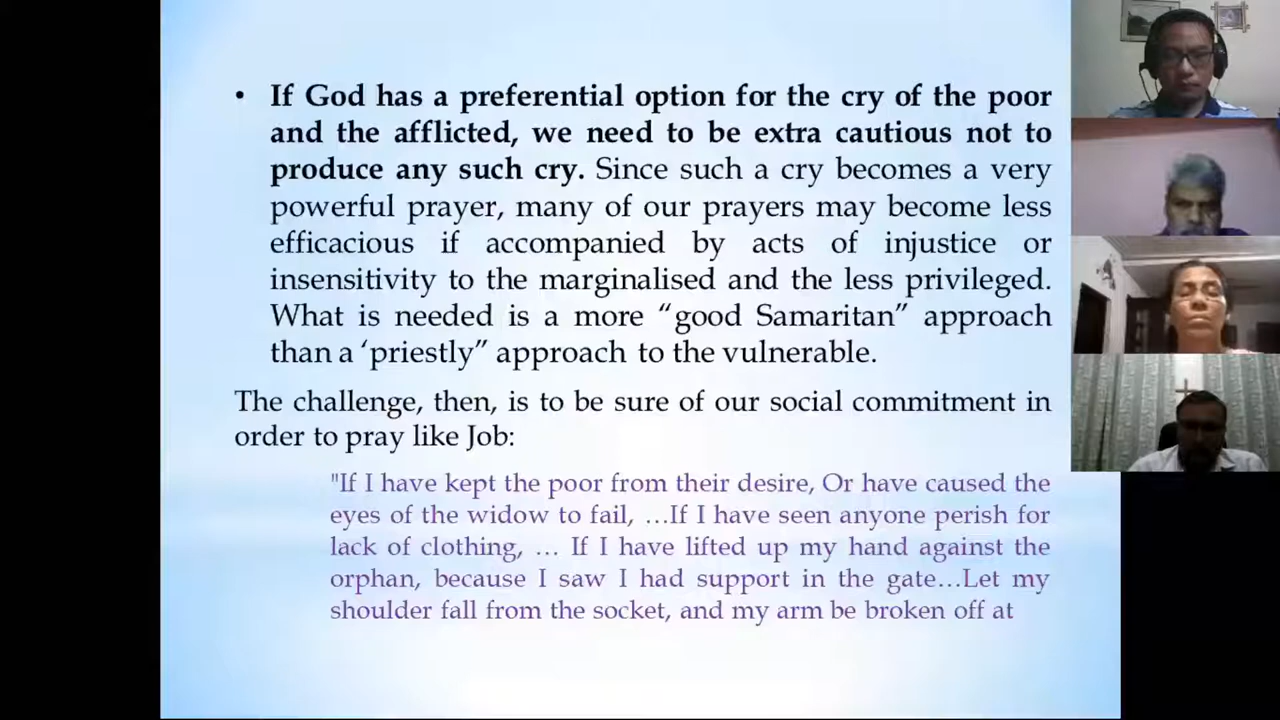 • If God has a preferential option for the cry of the poor
and the afflicted, we need to be extra cautious not to
produce any such cry. Since such a cry becomes a very
powerful prayer, many of our prayers may become less
efficacious if accompanied by acts of injustice or
insensitivity to the marginalised and the less privileged.
What is needed is a more “good Samaritan” approach
than a ‘priestly” approach to the vulnerable.
The challenge, then, is to be sure of our social commitment in
order to pray like Job:
"If I have kept the poor from their desire, Or have caused the
eyes of the widow to fail, …If I have seen anyone perish for
lack of clothing, … If I have lifted up my hand against the
orphan, because I saw I had support in the gate…Let my
shoulder fall from the socket, and my arm be broken off at